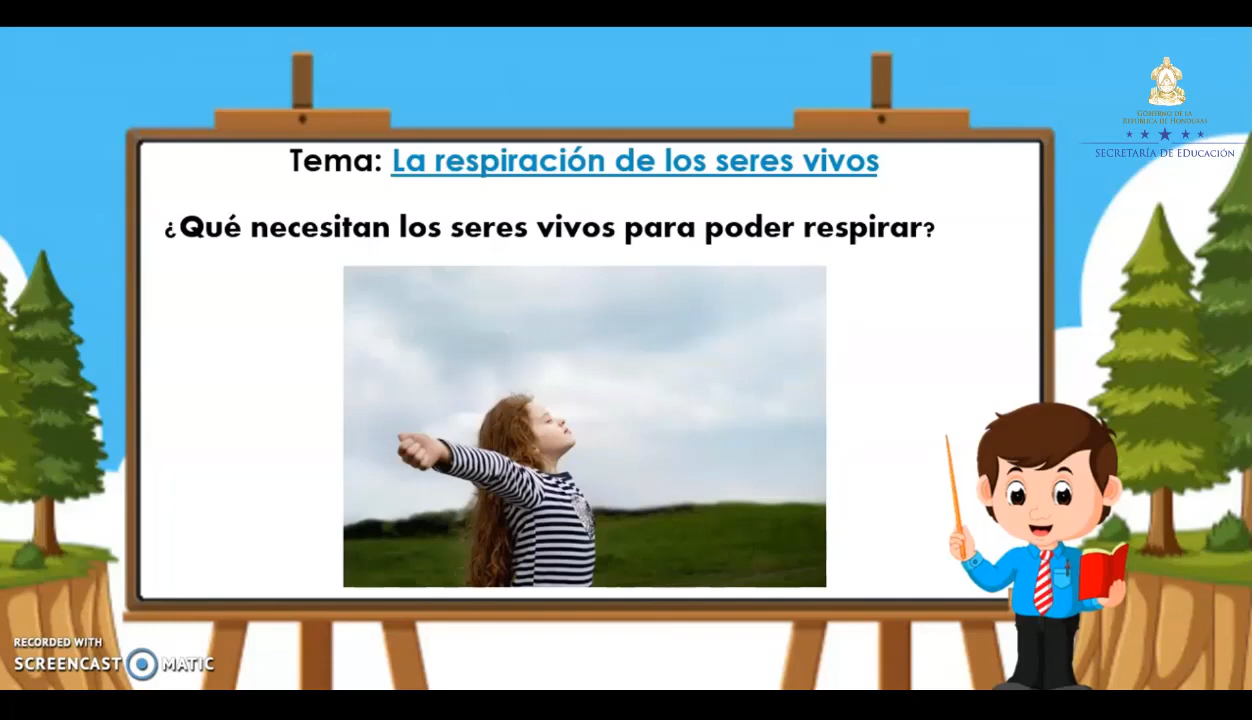 GOBIERNO DE LA
REPÚBLICA DE HONDURAS
SECRETARÍA DE EDUCACIÓN
Tema: La respiración de los seres vivos
¿Qué necesitan los seres vivos para poder respirar?
RECORDED WITH
SCREENCAST MATIC